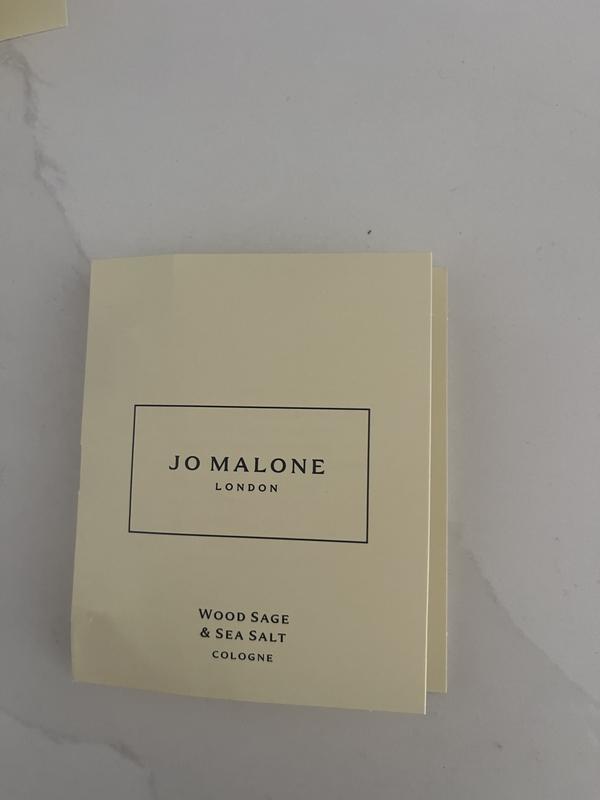 JO MALONE
LONDON
WOOD SAGE
& SEA SALT
COLOGNE